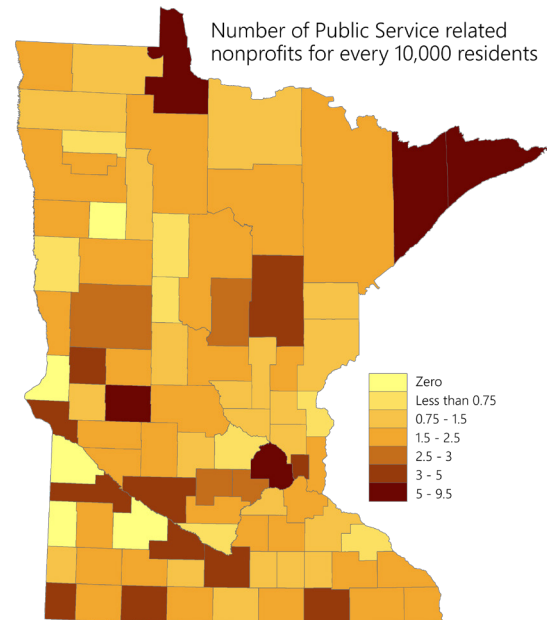 Number of Public Service related
nonprofits for every 10,000 residents
Zero
Less than 0.75
0.75 - 1.5
1.5 - 2.5
2.5 - 3
3 - 5
5 - 9.5